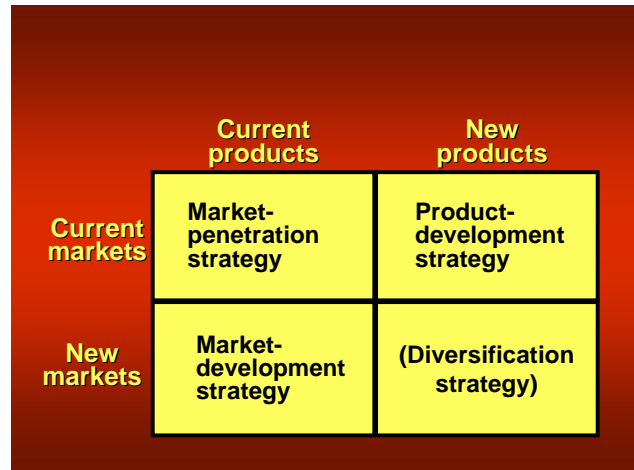 Current
products
New
products
Current
markets
Market-
penetration
strategy
Product-
development
strategy
New
markets
Market-
development
strategy
(Diversification
strategy)